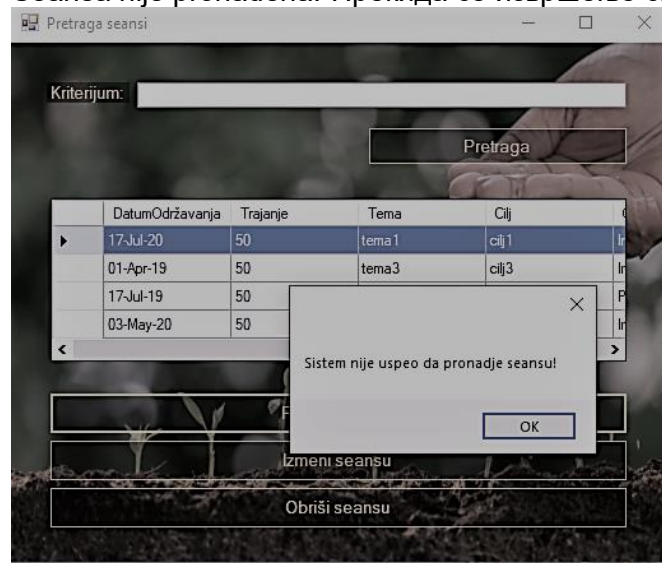 Pretraga seansi
Kriterijum:
Pretraga
DatumOdržavanja Trajanje Tema Cilj
17-Jul-20 50 tema1 cilj1
01-Apr-19 50 tema3 cilj3
17-Jul-19 50
03-May-20 50
Sistem nije uspeo da pronadje seansu!
OK
Izmeni seansu
Obriši seansu